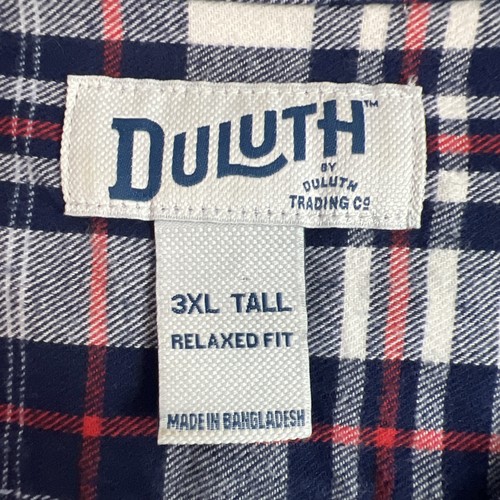 DULUTH™
BY
DULUTH
TRADING Co
3XL TALL
RELAXED FIT
MADE IN BANGLADESH